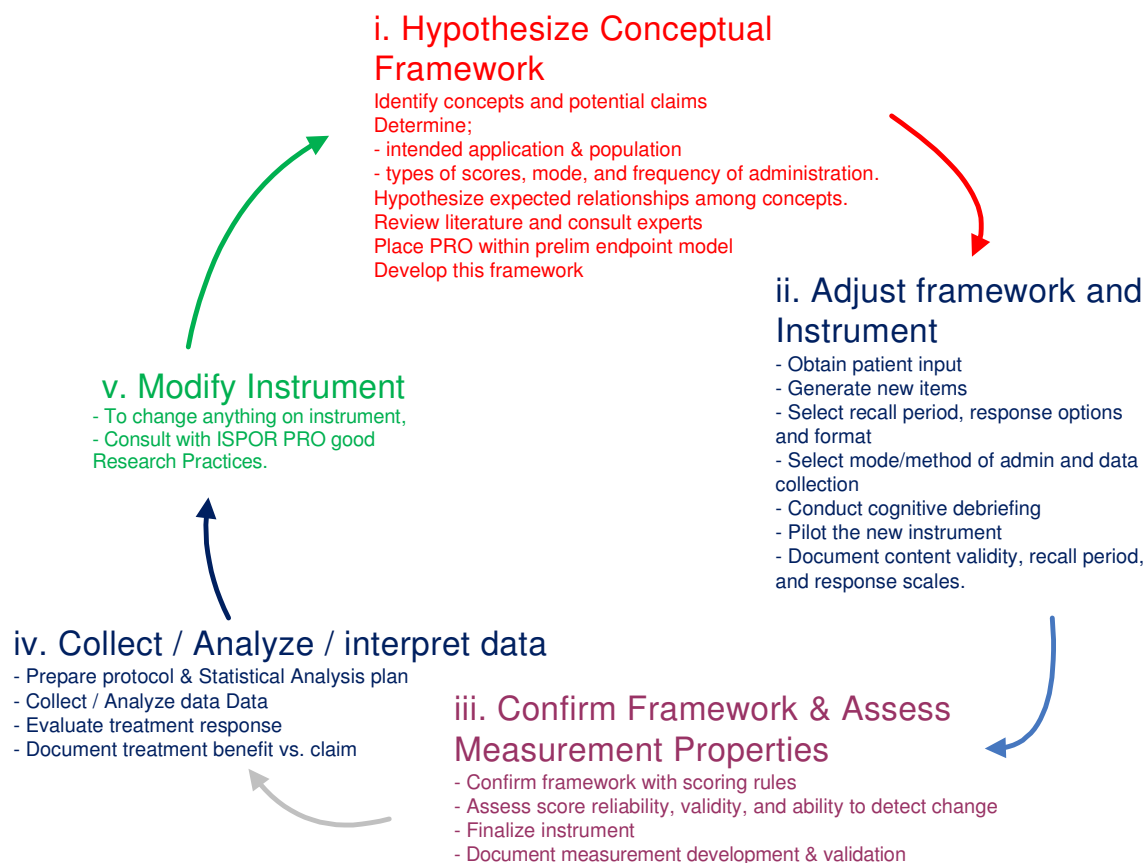 i. Hypothesize Conceptual
Framework
Identify concepts and potential claims
Determine;
- intended application & population
- types of scores, mode, and frequency of administration.
Hypothesize expected relationships among concepts.
Review literature and consult experts
Place PRO within prelim endpoint model
Develop this framework
ii. Adjust framework and
Instrument
- Obtain patient input
- Generate new items
- Select recall period, response options
and format
- Select mode/method of admin and data
collection
- Conduct cognitive debriefing
- Pilot the new instrument
- Document content validity, recall period,
and response scales.
iii. Confirm Framework & Assess
Measurement Properties
- Confirm framework with scoring rules
- Assess score reliability, validity, and ability to detect change
- Finalize instrument
- Document measurement development & validation
iv. Collect / Analyze / interpret data
- Prepare protocol & Statistical Analysis plan
- Collect / Analyze data Data
- Evaluate treatment response
- Document treatment benefit vs. claim
v. Modify Instrument
- To change anything on instrument,
- Consult with ISPOR PRO good
Research Practices.